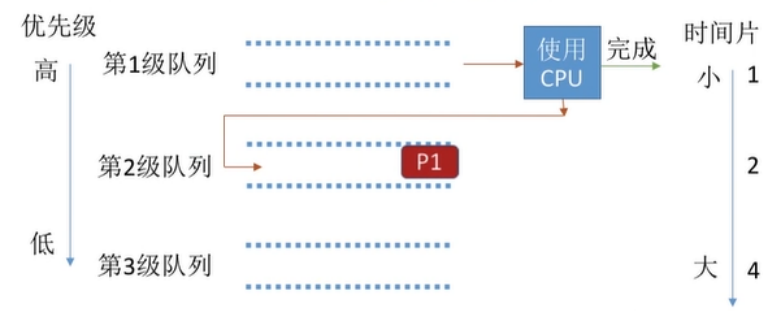 优先级
高
第1级队列
使用
CPU
完成
时间片
小 1
第2级队列
P1
2
低
第3级队列
大 4